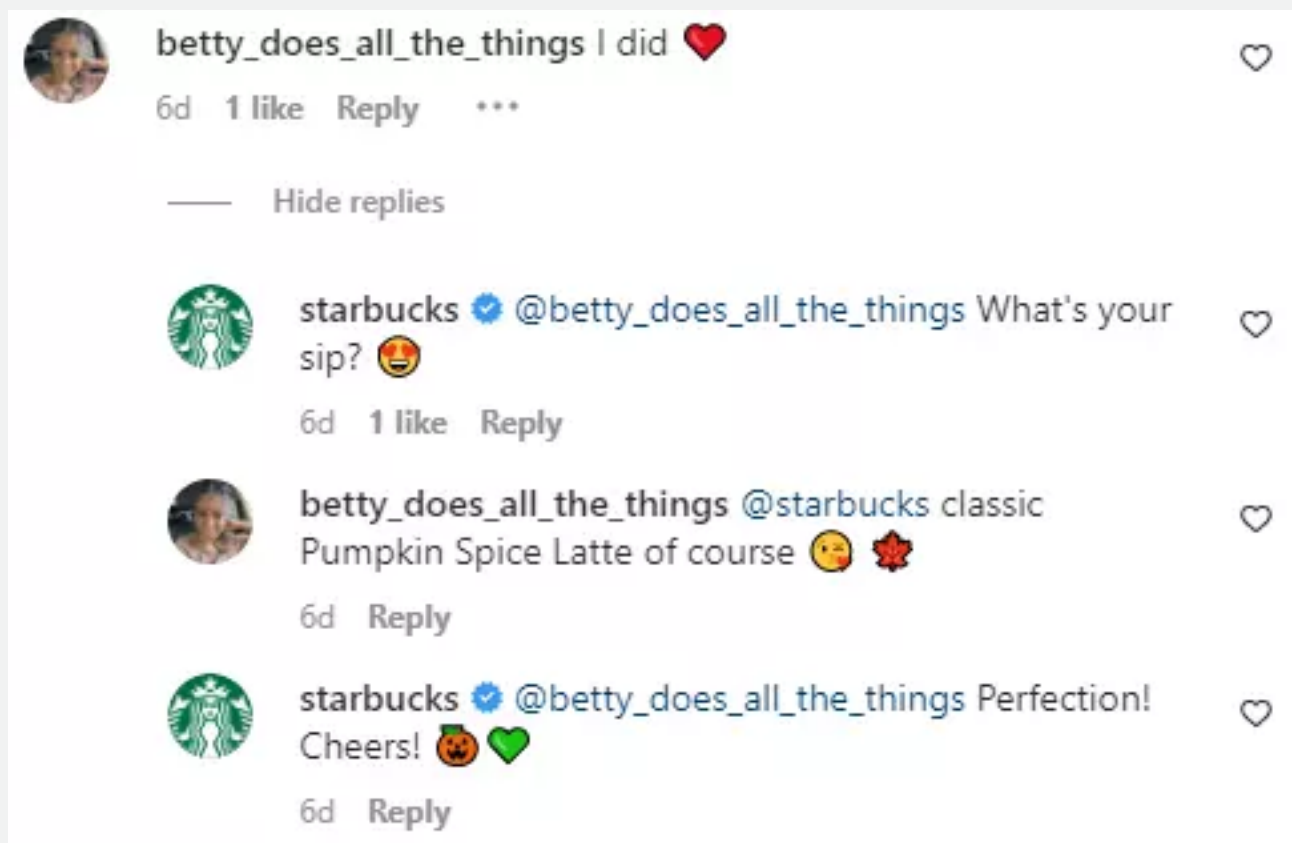 betty_does_all_the_things I did ❤️
6d 1 like Reply •••
Hide replies
starbucks @betty_does_all_the_things What's your
sip? 😍
6d 1 like Reply
betty_does_all_the_things @starbucks classic
Pumpkin Spice Latte of course 😘 🍁
6d Reply
starbucks @betty_does_all_the_things Perfection!
Cheers! 🎃💚
6d Reply